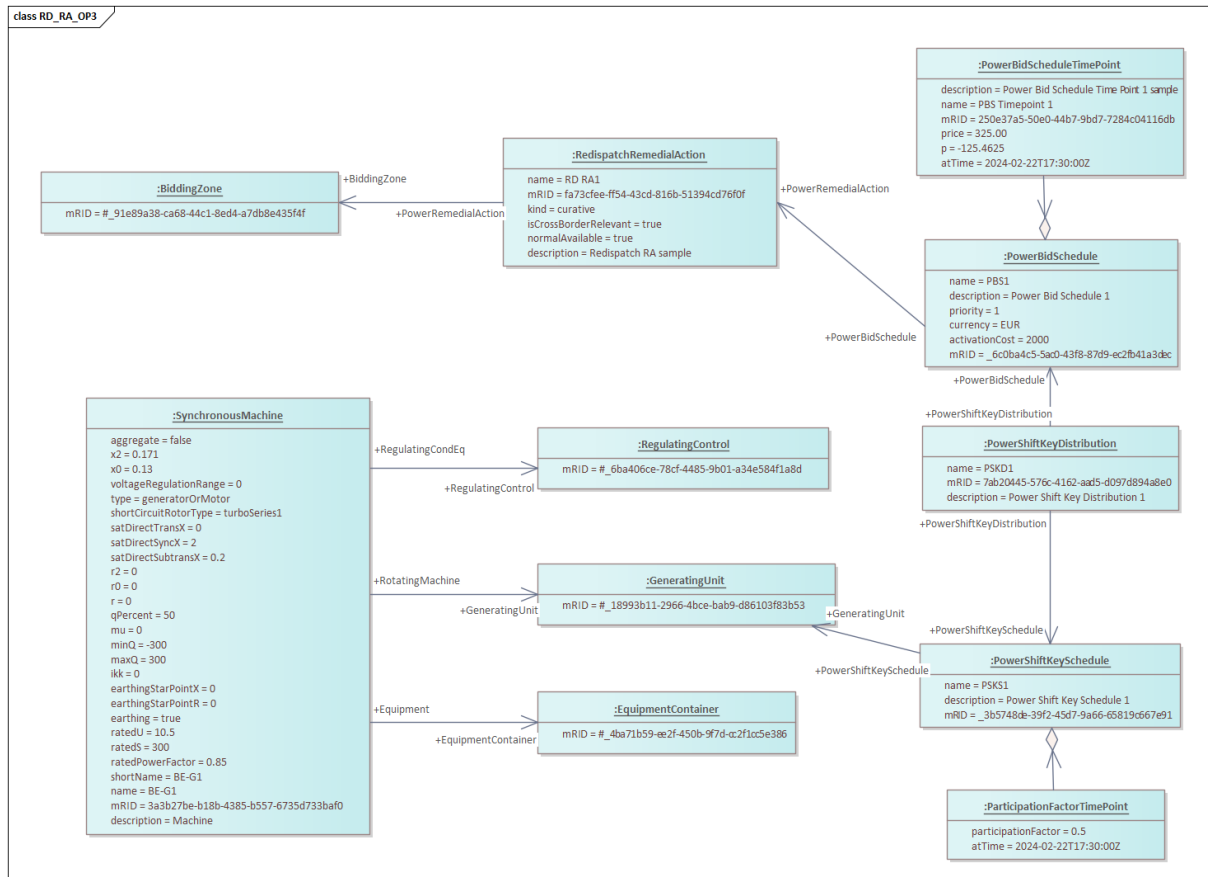 class RD_RA_OP3
:PowerBidScheduleTimePoint
description = Power Bid Schedule Time Point 1 sample
name = PBS Timepoint 1
mRID = 250e37a5-50e0-44b7-9bd7-7284c04116db
price = 325.00
p = -125.4625
atTime = 2024-02-22T17:30:00Z
:RedispatchRemedialAction
name = RD RA1
mRID = fa73cfee-ff54-43cd-816b-51394cd76f0f
kind = curative
isCrossBorderRelevant = true
normalAvailable = true
description = Redispatch RA sample
:BiddingZone
mRID = #_91e89a38-ca68-44c1-8ed4-a7db8e435f4f
+BiddingZone
+PowerRemedialAction
+PowerRemedialAction
+PowerBidSchedule
:PowerBidSchedule
name = PBS1
description = Power Bid Schedule 1
priority = 1
currency = EUR
activationCost = 2000
mRID = _6c0ba4c5-5ac0-43f8-87d9-ec2fb41a3dec
+PowerBidSchedule
+PowerShiftKeyDistribution
:PowerShiftKeyDistribution
name = PSKD1
mRID = 7ab20445-576c-4162-aad5-d097d894a8e0
description = Power Shift Key Distribution 1
+PowerShiftKeyDistribution
+PowerShiftKeySchedule
:SynchronousMachine
aggregate = false
x2 = 0.171
x0 = 0.13
voltageRegulationRange = 0
type = generatorOrMotor
shortCircuitRotorType = turboSeries1
satDirectTransX = 0
satDirectSyncX = 2
satDirectSubtransX = 0.2
r2 = 0
r0 = 0
r = 0
qPercent = 50
mu = 0
minQ = -300
maxQ = 300
ikk = 0
earthingStarPointX = 0
earthingStarPointR = 0
earthing = true
ratedU = 10.5
ratedS = 300
ratedPowerFactor = 0.85
shortName = BE-G1
name = BE-G1
mRID = 3a3b27be-b18b-4385-b557-6735d733baf0
description = Machine
+RegulatingCondEq
+RegulatingControl
:RegulatingControl
mRID = #_6ba406ce-78cf-4485-9b01-a34e584f1a8d
+RotatingMachine
+GeneratingUnit
:GeneratingUnit
mRID = #_18993b11-2966-4bce-bab9-d86103f83b53
+GeneratingUnit
+PowerShiftKeySchedule
:PowerShiftKeySchedule
name = PSKS1
description = Power Shift Key Schedule 1
mRID = _3b5748de-39f2-45d7-9a66-65819c667e91
+Equipment
+EquipmentContainer
:EquipmentContainer
mRID = #_4ba71b59-ee2f-450b-9f7d-cc2f1cc5e386
:ParticipationFactorTimePoint
participationFactor = 0.5
atTime = 2024-02-22T17:30:00Z